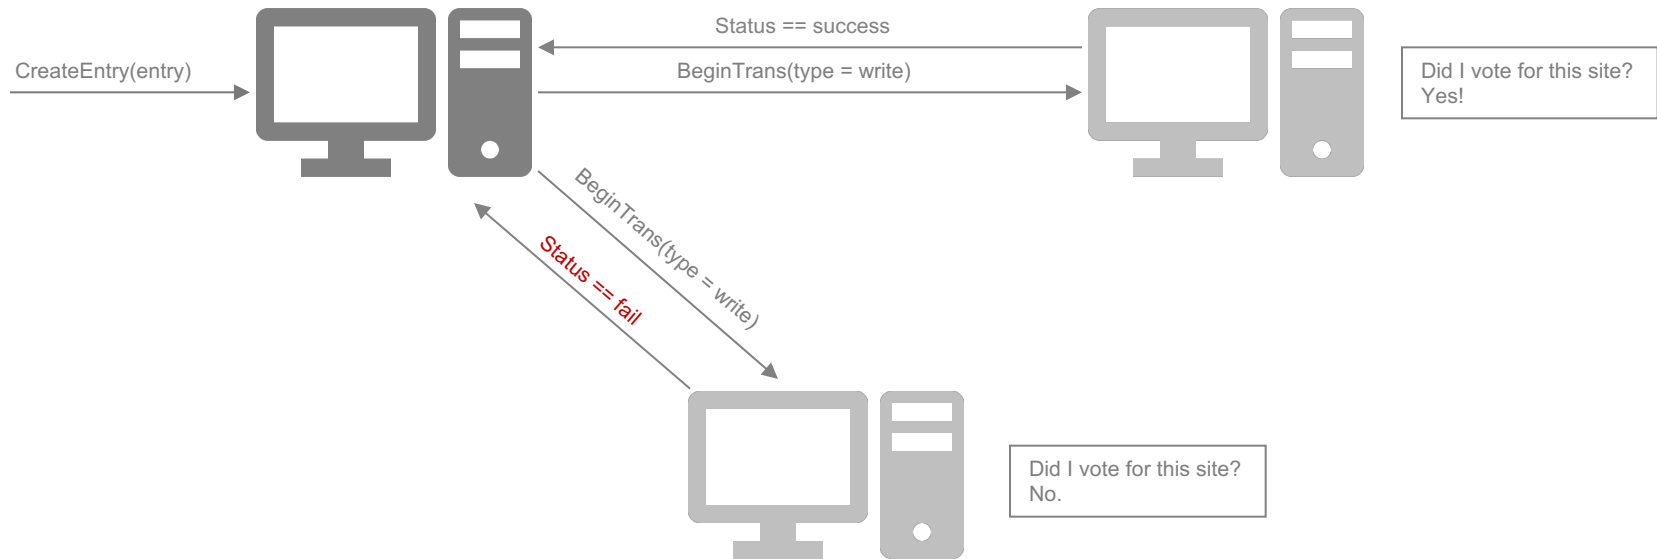 Status == success
CreateEntry(entry)
BeginTrans(type = write)
Did I vote for this site?
Yes!
BeginTrans(type = write)
Status == fail
Did I vote for this site?
No.